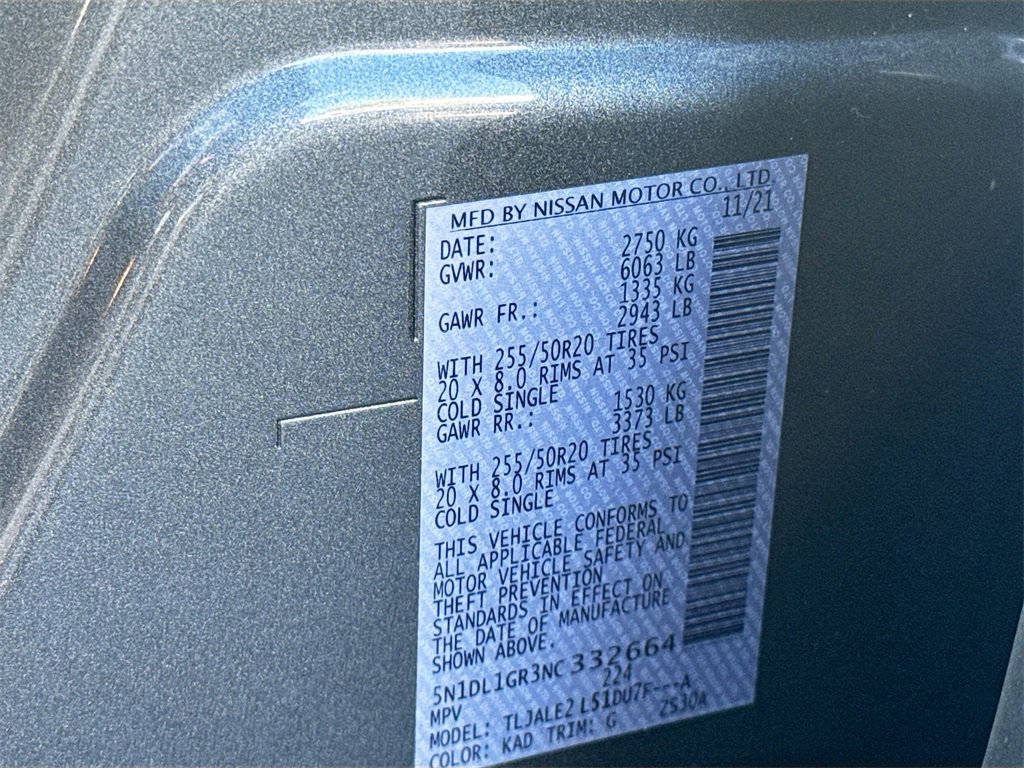 MFD BY NISSAN MOTOR CO., LTD
DATE: 11/21
GVWR: 2750 KG
6063 LB
GAWR FR.: 1335 KG
2943 LB
WITH 255/50R20 TIRES
20 X 8.0 RIMS AT 35 PSI
COLD SINGLE
GAWR RR.: 1530 KG
3373 LB
WITH 255/50R20 TIRES
20 X 8.0 RIMS AT 35 PSI
COLD SINGLE
THIS VEHICLE CONFORMS TO
ALL APPLICABLE FEDERAL
MOTOR VEHICLE SAFETY AND
THEFT PREVENTION
STANDARDS IN EFFECT ON
THE DATE OF MANUFACTURE
SHOWN ABOVE.
5N1DL1GR3NC 332664
MPV 224
MODEL: TLJALE2 LS1DU7F---A
COLOR: KAD TRIM: G ZS30A